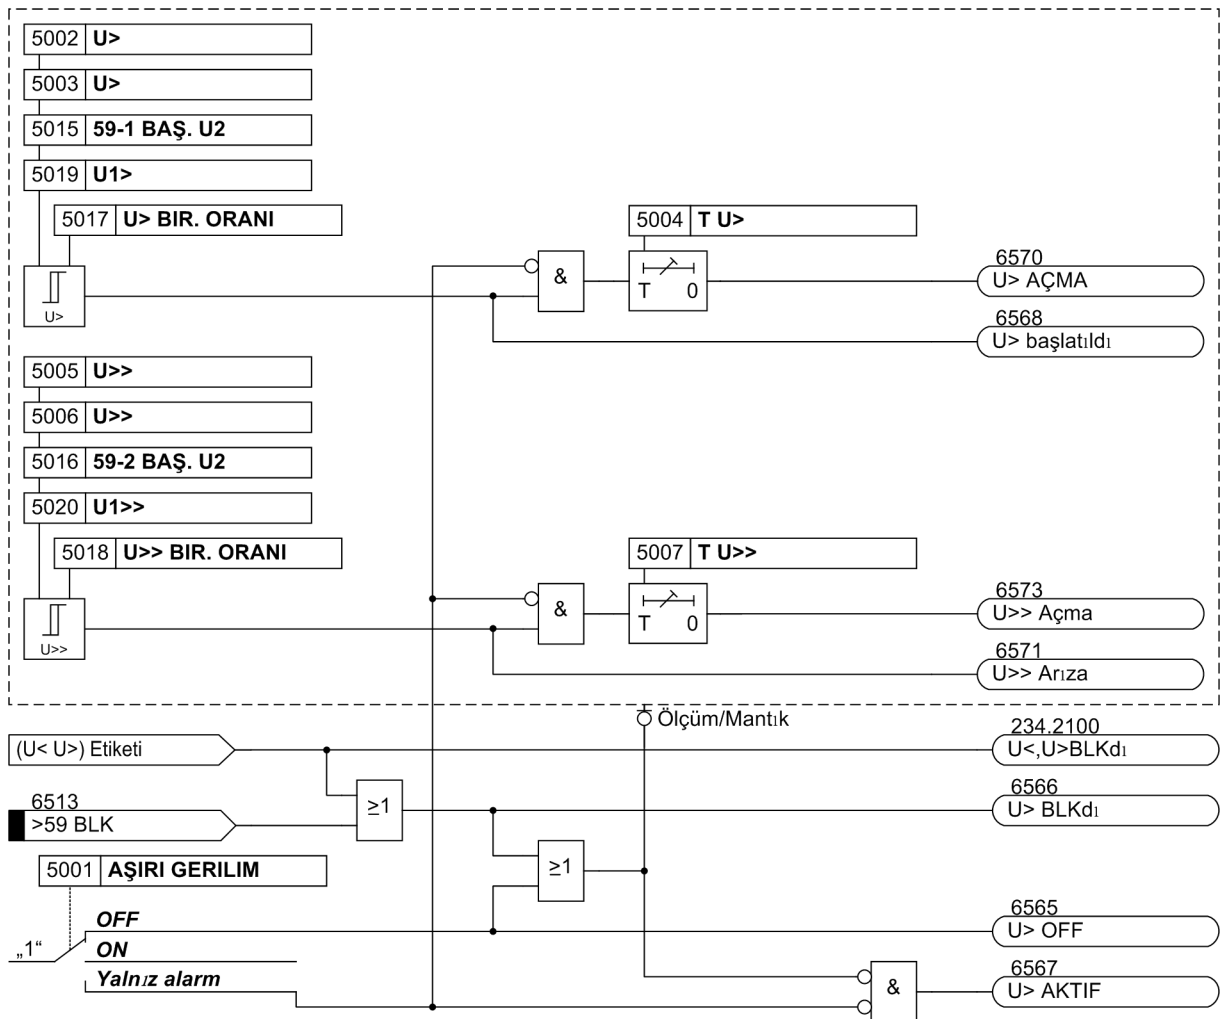 5002 U>
5003 U>
5015 59-1 BAŞ. U2
5019 U1>
5017 U> BIR. ORANI
5004 T U>
U>
&
T 0
6570
U> AÇMA
6568
U> başlatıldı
5005 U>>
5006 U>>
5016 59-2 BAŞ. U2
5020 U1>>
5018 U>> BIR. ORANI
5007 T U>>
U>>
&
T 0
6573
U>> Açma
6571
U>> Arıza
Ölçüm/Mantık
(U< U>) Etiketi
234.2100
U<,U>BLKdı
6513
>59 BLK
≥1
6566
U> BLKdı
5001 AŞIRI GERILIM
≥1
OFF
6565
U> OFF
„1“
ON
Yalnız alarm
&
6567
U> AKTIF